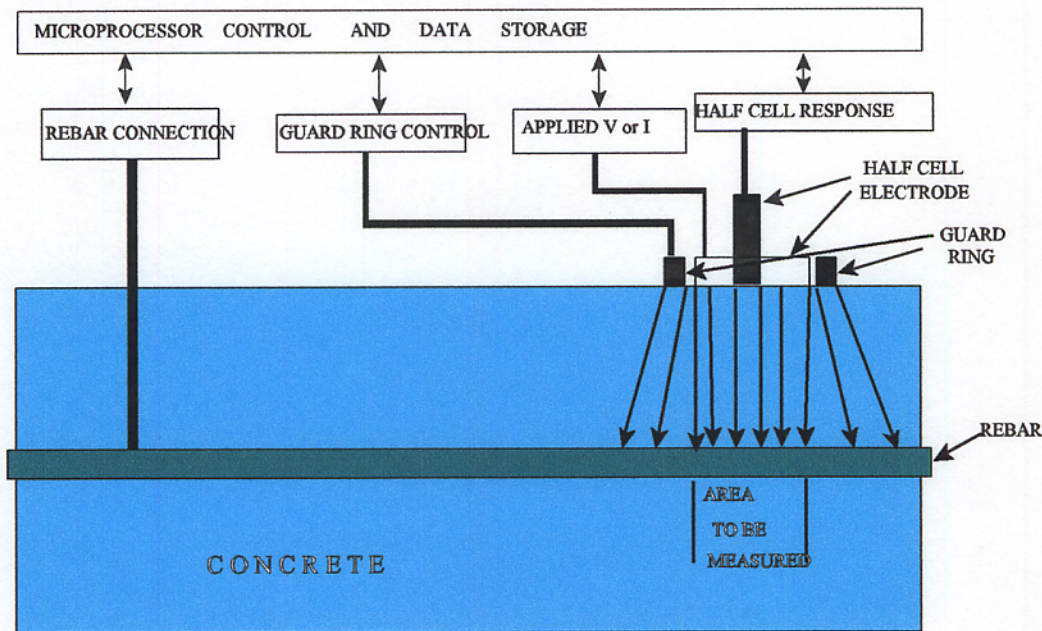 MICROPROCESSOR CONTROL AND DATA STORAGE
REBAR CONNECTION
GUARD RING CONTROL
APPLIED V or I
HALF CELL RESPONSE
HALF CELL
ELECTRODE
GUARD
RING
REBAR
AREA
TO BE
MEASURED
CONCRETE